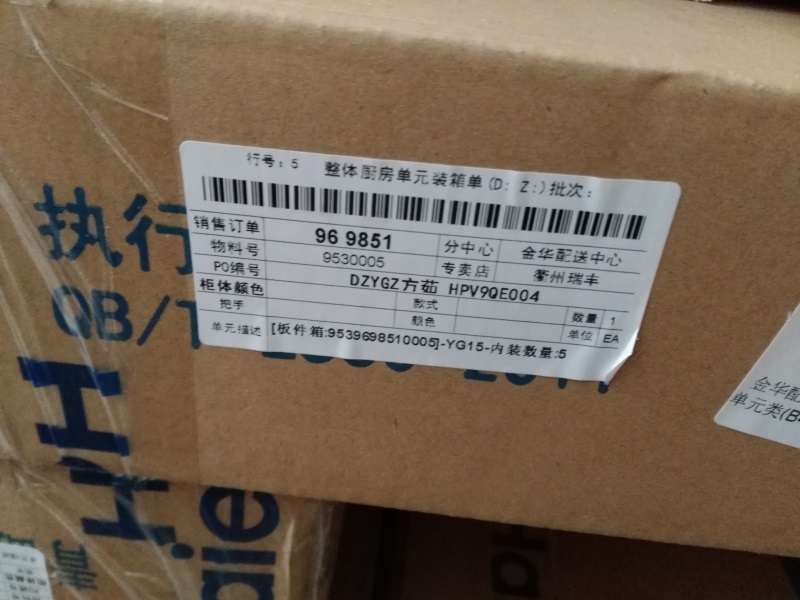 行号：5 整体厨房单元装箱单(D: Z:)批次：
销售订单 96 9851 分中心 金华配送中心
物料号 9530005 专卖店 衢州瑞丰
PO编号 DZYGZ方茹 HPV9QE004
柜体颜色 款式 数量 1
把手 颜色 单位 EA
单元描述 [板件箱:9539698510005]-YG15-内装数量:5
执行
QB/T
金华配
单元类(B